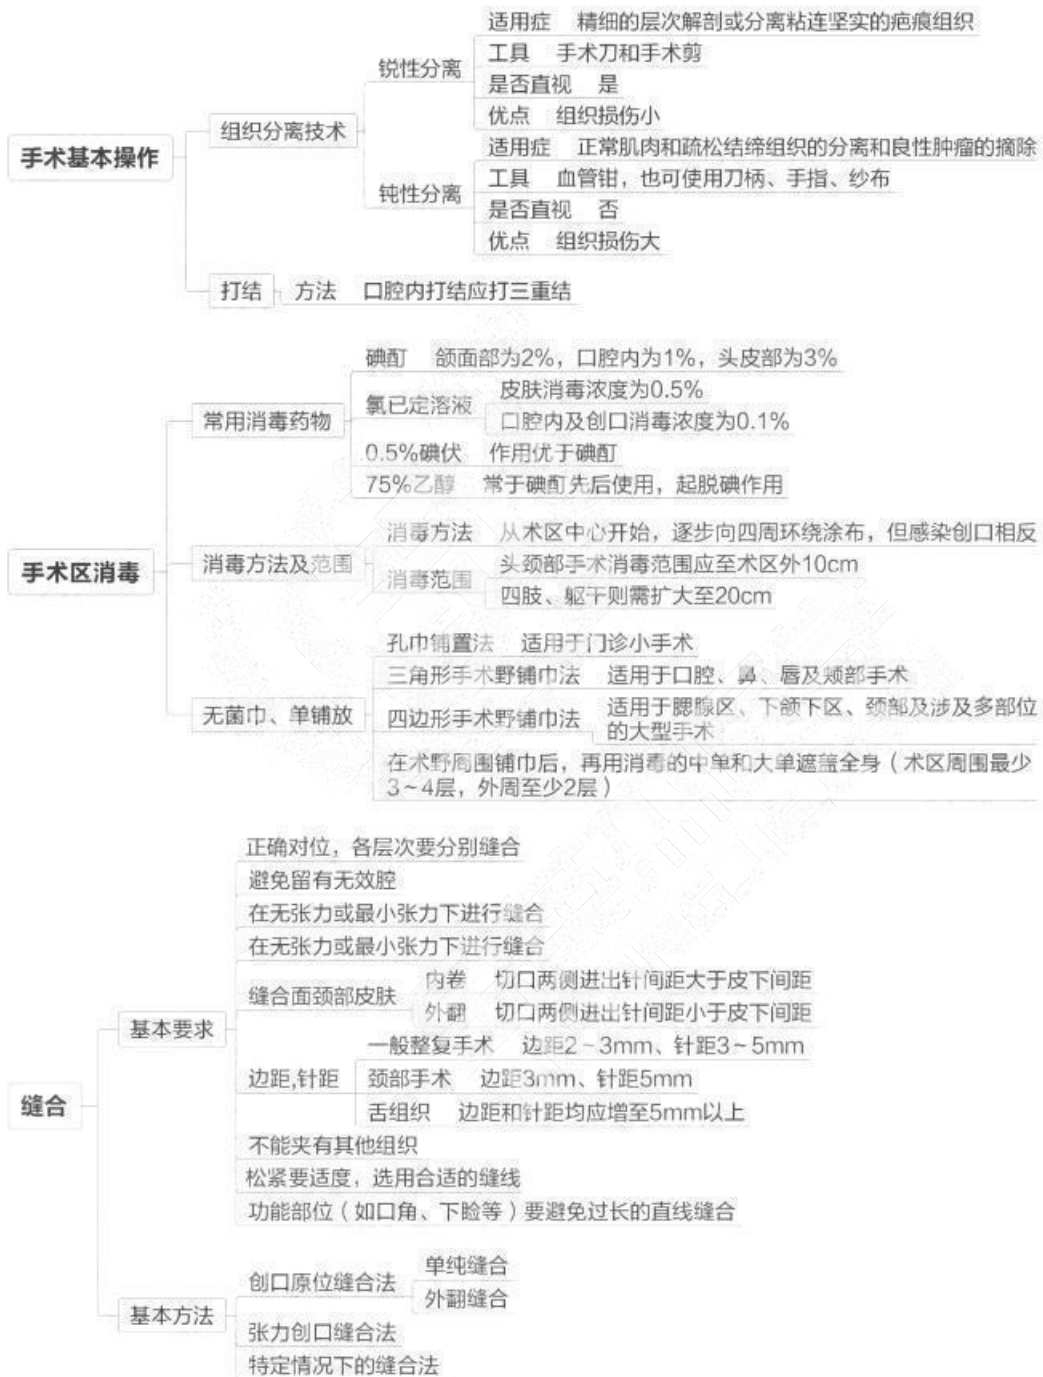 手术基本操作
组织分离技术
锐性分离
适用症 精细的层次解剖或分离粘连坚实的疤痕组织
工具 手术刀和手术剪
是否直视 是
优点 组织损伤小
钝性分离
适用症 正常肌肉和疏松结缔组织的分离和良性肿瘤的摘除
工具 血管钳，也可使用刀柄、手指、纱布
是否直视 否
优点 组织损伤大
打结 方法 口腔内打结应打三重结
手术区消毒
常用消毒药物
碘酊 颌面部为2%，口腔内为1%，头皮部为3%
氯已定溶液
皮肤消毒浓度为0.5%
口腔内及创口消毒浓度为0.1%
0.5%碘伏 作用优于碘酊
75%乙醇 常于碘酊先后使用，起脱碘作用
消毒方法及范围
消毒方法 从术区中心开始，逐步向四周环绕涂布，但感染创口相反
消毒范围
头颈部手术消毒范围应至术区外10cm
四肢、躯干则需扩大至20cm
无菌巾、单铺放
孔巾铺置法 适用于门诊小手术
三角形手术野铺巾法 适用于口腔、鼻、唇及颊部手术
四边形手术野铺巾法
适用于腮腺区、下颌下区、颈部及涉及多部位
的大型手术
在术野周围铺巾后，再用消毒的中单和大单遮盖全身（术区周围最少
3~4层，外周至少2层）
缝合
基本要求
正确对位，各层次要分别缝合
避免留有无效腔
在无张力或最小张力下进行缝合
在无张力或最小张力下进行缝合
缝合面颈部皮肤
内卷 切口两侧进出针间距大于皮下间距
外翻 切口两侧进出针间距小于皮下间距
边距,针距
一般整复手术 边距2~3mm、针距3~5mm
颈部手术 边距3mm、针距5mm
舌组织 边距和针距均应增至5mm以上
不能夹有其他组织
松紧要适度，选用合适的缝线
功能部位（如口角、下睑等）要避免过长的直线缝合
基本方法
创口原位缝合法
单纯缝合
外翻缝合
张力创口缝合法
特定情况下的缝合法